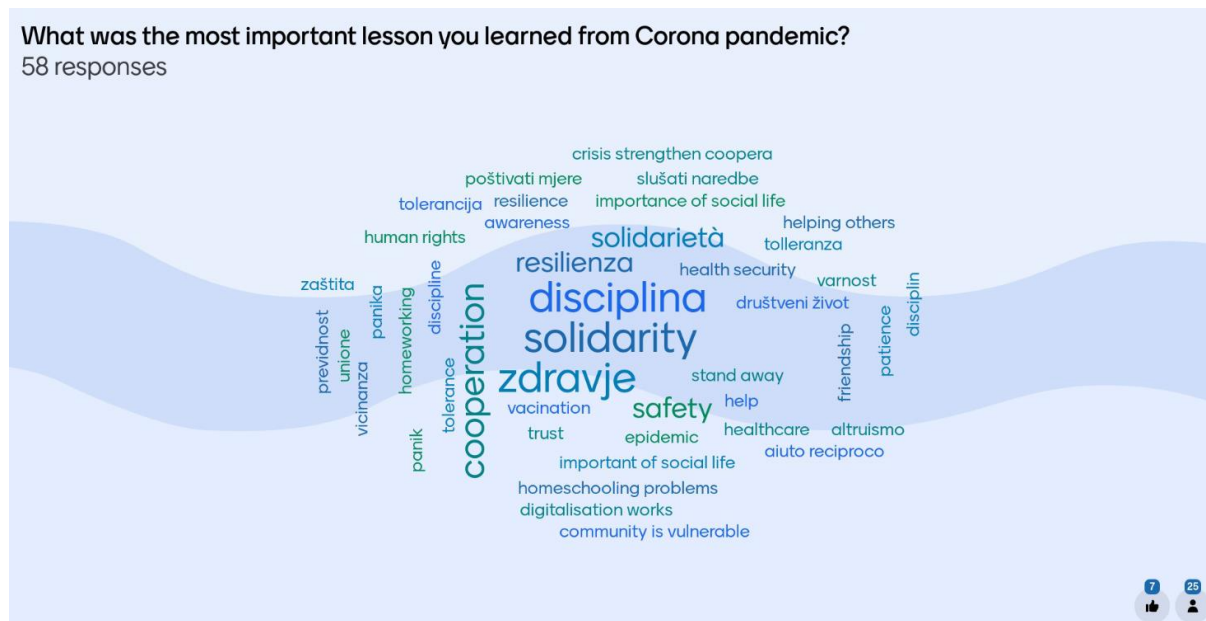 What was the most important lesson you learned from Corona pandemic?
58 responses
crisis strengthen coopera
poštivati mjere
slušati naredbe
tolerancija
resilience
importance of social life
awareness
helping others
human rights
solidarietà
tolleranza
resilienza
health security
varnost
zaštita
panika
homeworking
discipline
cooperation
disciplina
društveni život
disciplin
previdnost
unione
vicinanza
solidarity
friendship
patience
tolerance
zdravje
stand away
panik
vacination
safety
help
trust
epidemic
healthcare
altruismo
important of social life
aiuto reciproco
homeschooling problems
digitalisation works
community is vulnerable
7
25